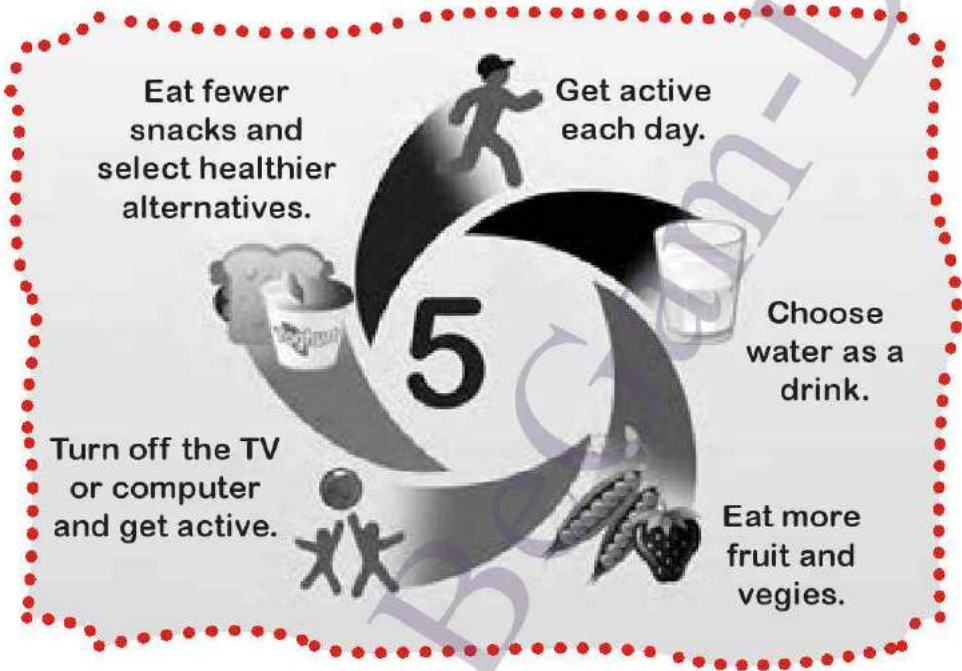 Get active
each day.
Choose
water as a
drink.
Eat more
fruit and
vegies.
Turn off the TV
or computer
and get active.
Eat fewer
snacks and
select healthier
alternatives.
5
Yoghurt